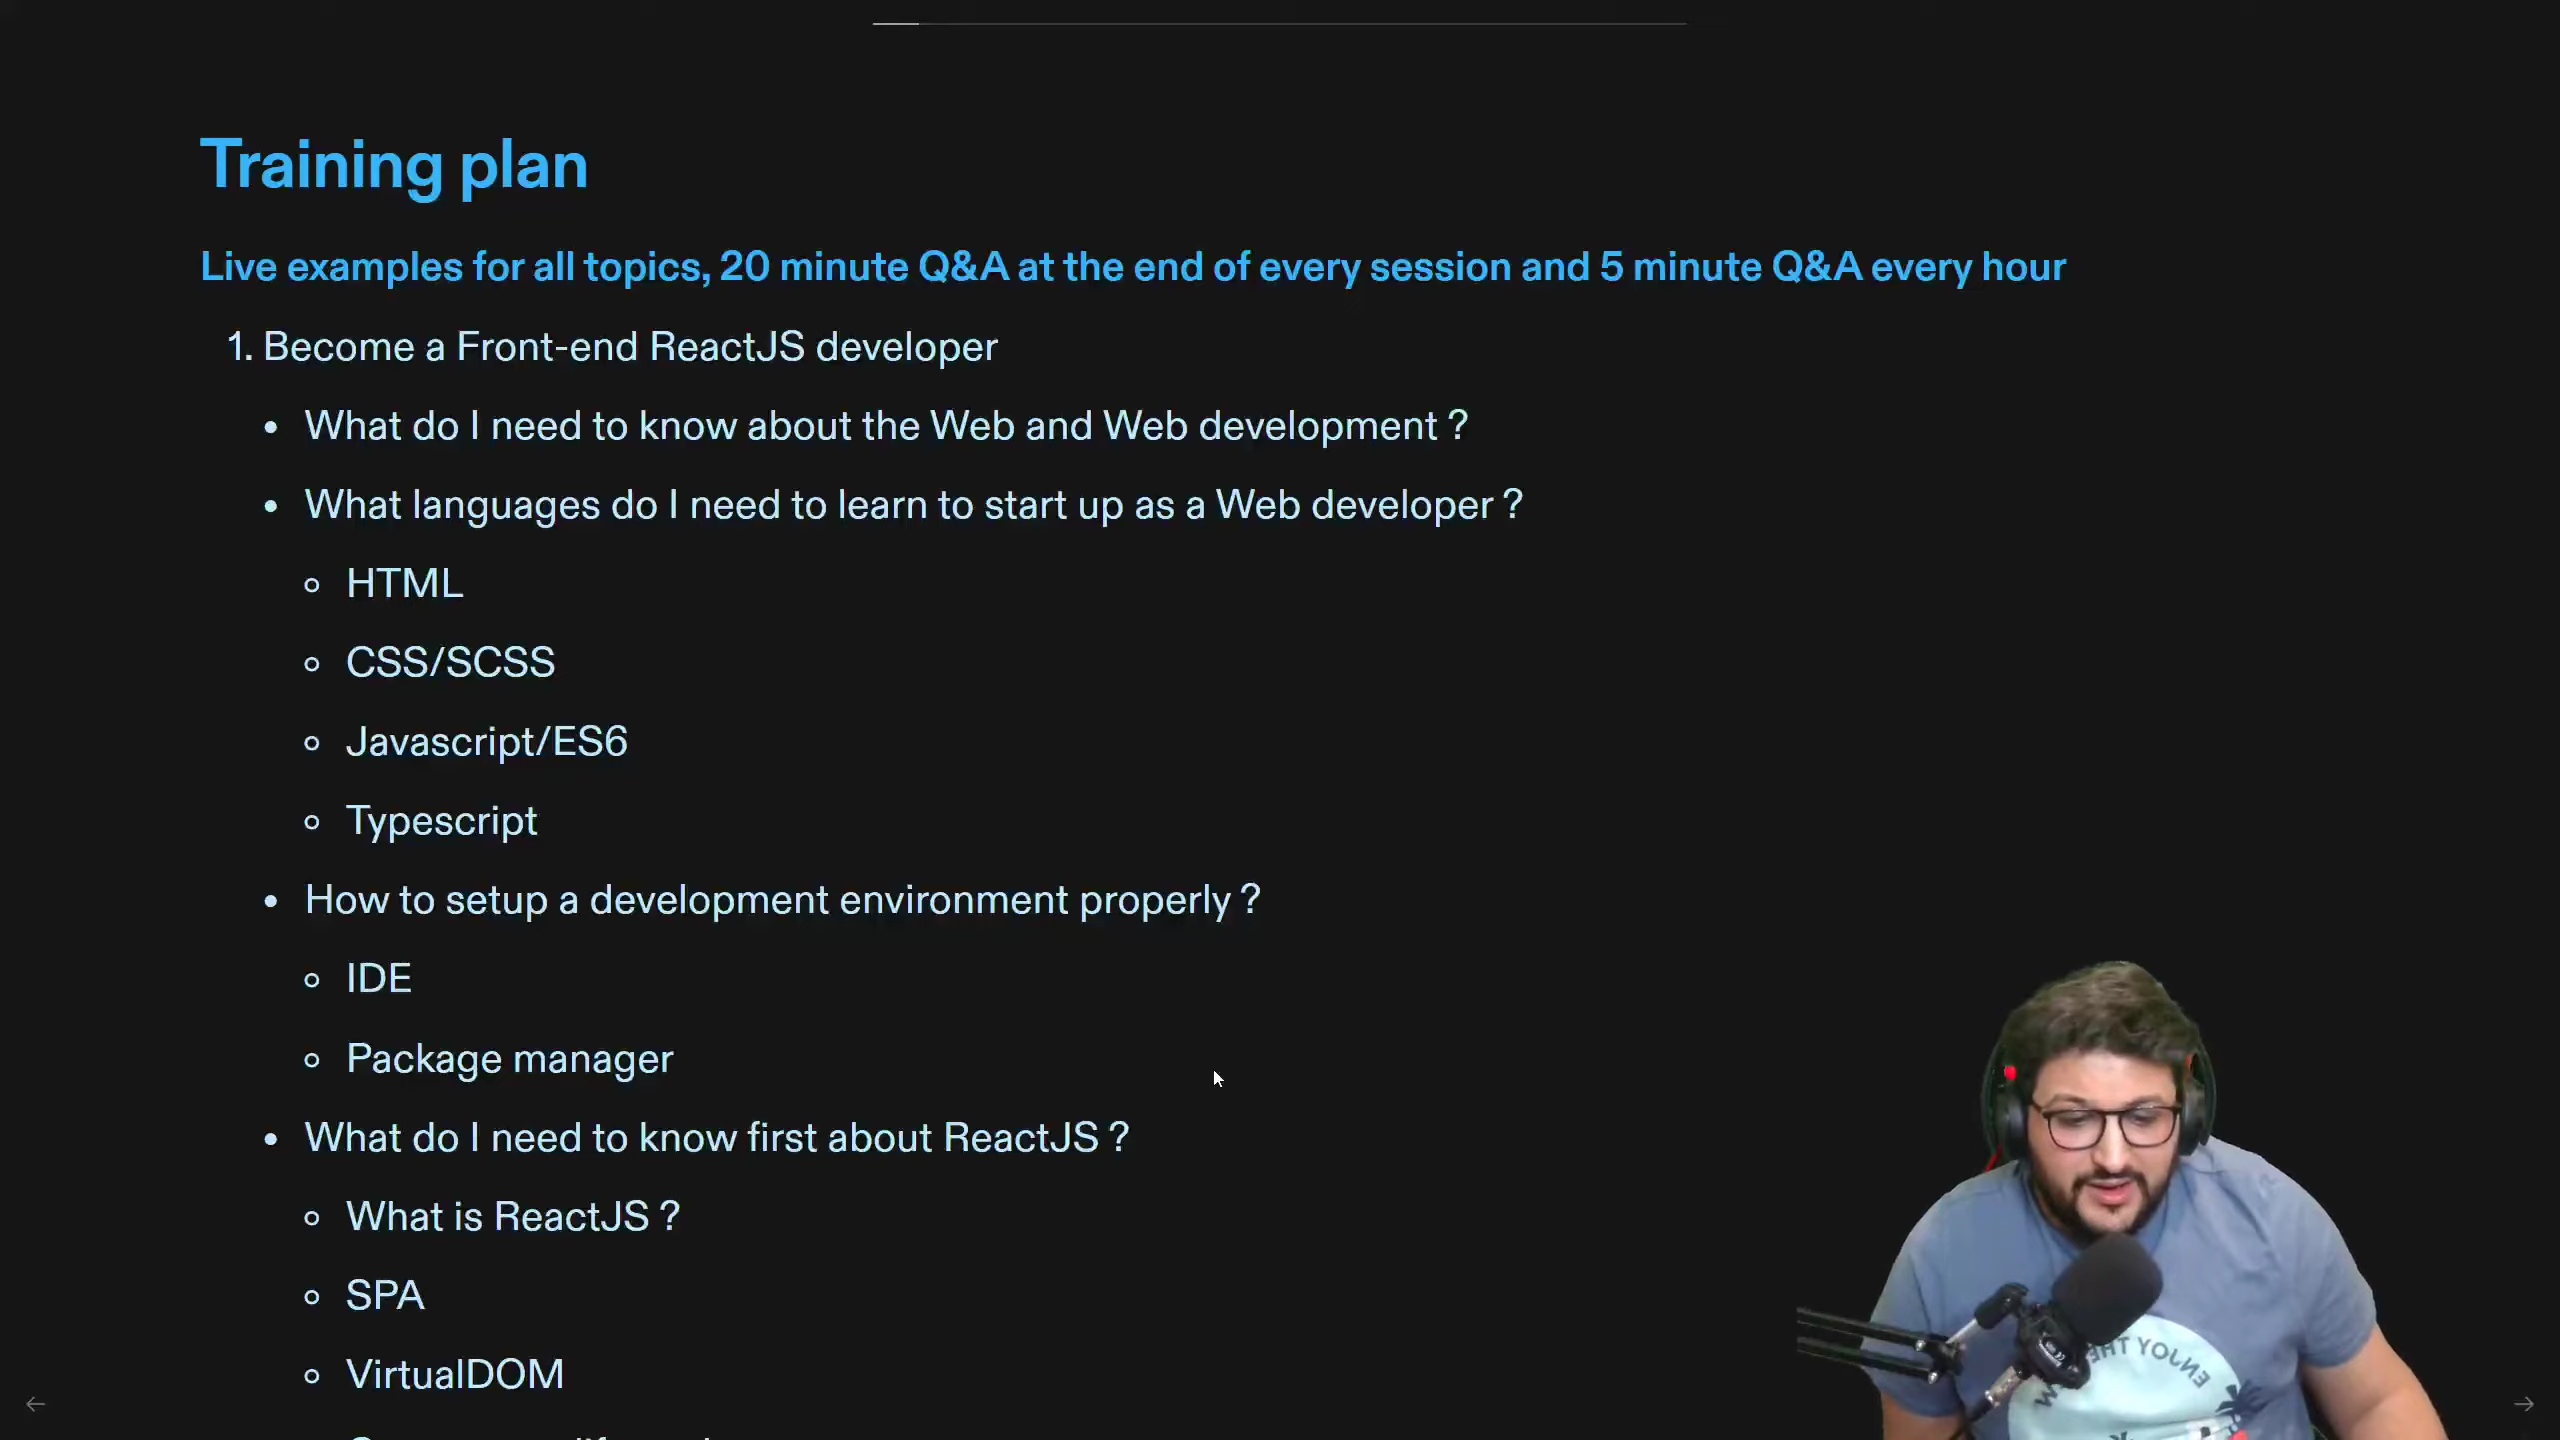 Training plan
Live examples for all topics, 20 minute Q&A at the end of every session and 5 minute Q&A every hour
1. Become a Front-end ReactJS developer
• What do I need to know about the Web and Web development ?
• What languages do I need to learn to start up as a Web developer ?
◦ HTML
◦ CSS/SCSS
◦ Javascript/ES6
◦ Typescript
• How to setup a development environment properly ?
◦ IDE
◦ Package manager
• What do I need to know first about ReactJS ?
◦ What is ReactJS ?
◦ SPA
◦ VirtualDOM
ENJOY THE